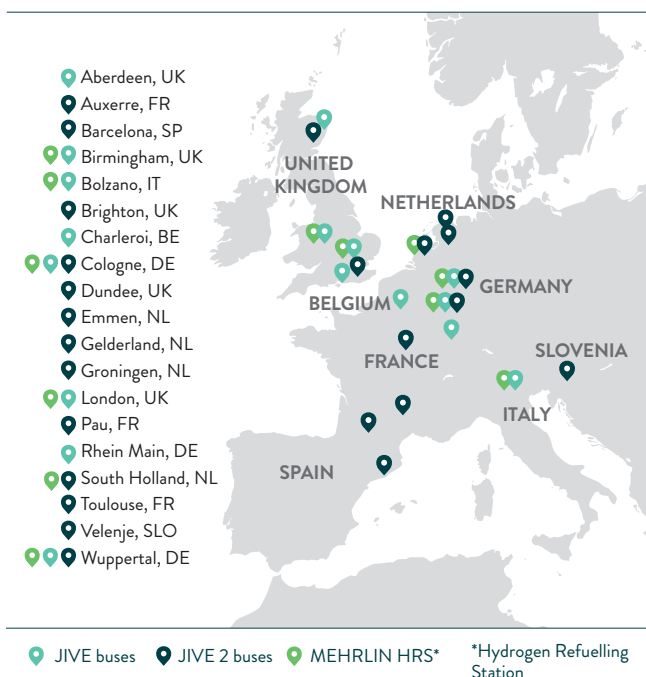 Aberdeen, UK
Auxerre, FR
Barcelona, SP
Birmingham, UK
Bolzano, IT
Brighton, UK
Charleroi, BE
Cologne, DE
Dundee, UK
Emmen, NL
Gelderland, NL
Groningen, NL
London, UK
Pau, FR
Rhein Main, DE
South Holland, NL
Toulouse, FR
Velenje, SLO
Wuppertal, DE
UNITED
KINGDOM
NETHERLANDS
GERMANY
BELGIUM
FRANCE
SLOVENIA
ITALY
SPAIN
JIVE buses
JIVE 2 buses
MEHRLIN HRS*
*Hydrogen Refuelling
Station